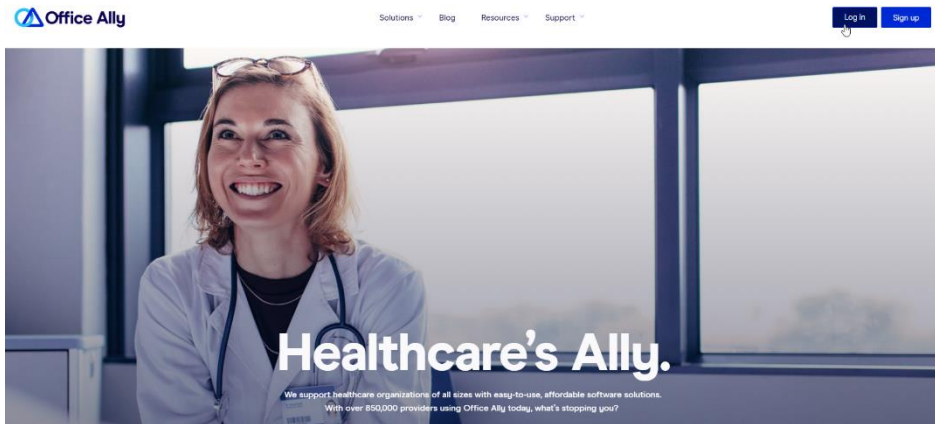 Office Ally
Solutions
Blog
Resources
Support
Log In
Sign up
Healthcare's Ally.
We support healthcare organizations of all sizes with easy-to-use, affordable software solutions.
With over 850,000 providers using Office Ally today, what's stopping you?